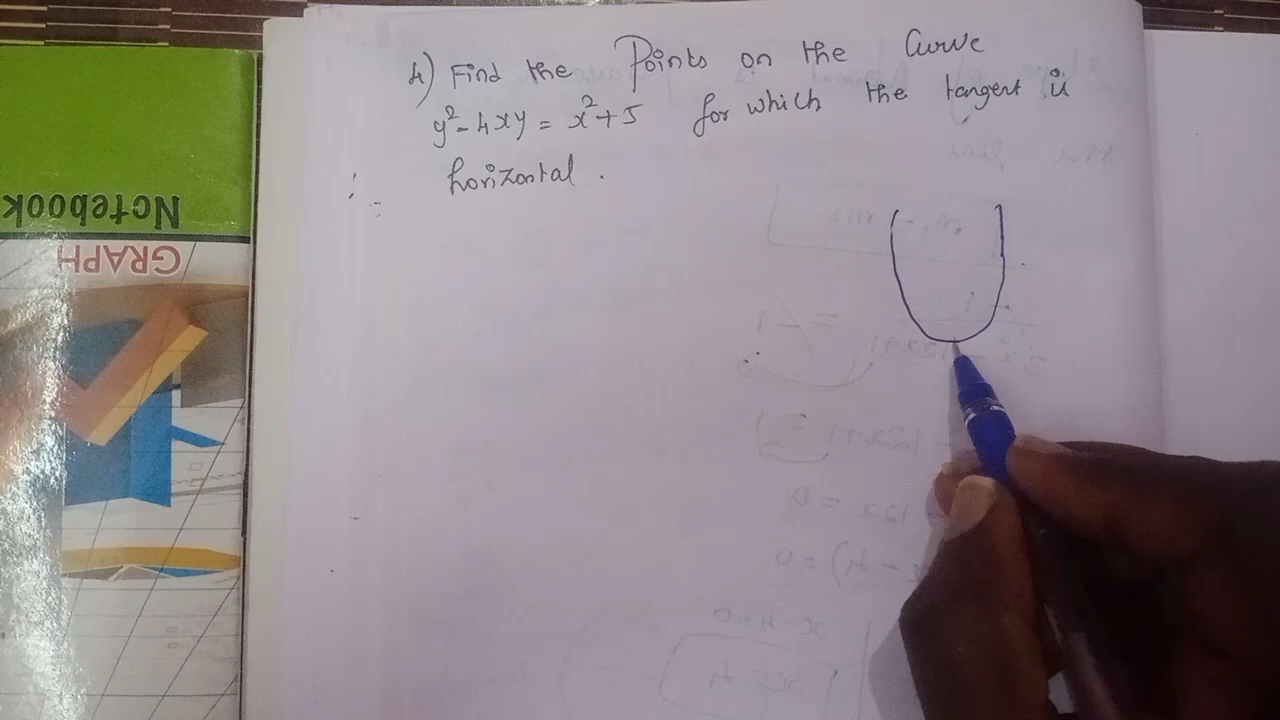 4) Find the Points on the Curve
y² - 4xy = x² + 5 for which the tangent is
horizontal.
Notebook
GRAPH